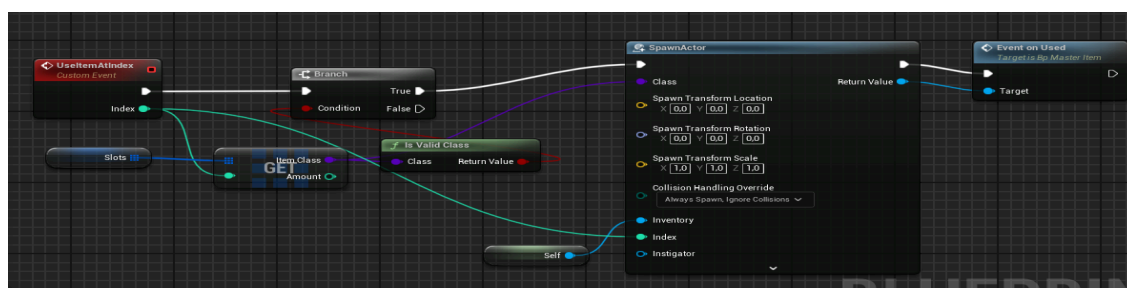 UseItemAtIndex
Custom Event
Index
Branch
Condition
True
False
Slots
GET
Item Class
Amount
Is Valid Class
Class
Return Value
Self
SpawnActor
Class
Return Value
Spawn Transform Location
X 0,0 Y 0,0 Z 0,0
Spawn Transform Rotation
X 0,0 Y 0,0 Z 0,0
Spawn Transform Scale
X 1,0 Y 1,0 Z 1,0
Collision Handling Override
Always Spawn, Ignore Collisions
Inventory
Index
Instigator
Event on Used
Target is Bp Master Item
Target